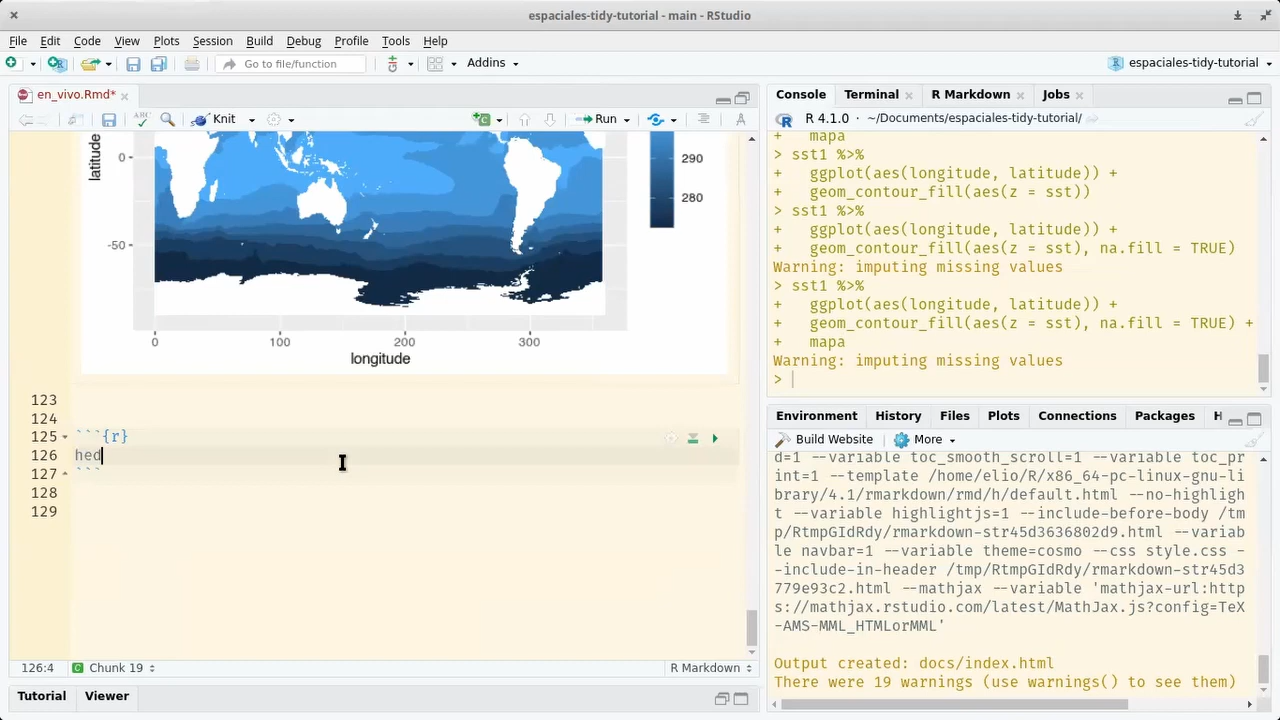 espaciales-tidy-tutorial - main - RStudio
File Edit Code View Plots Session Build Debug Profile Tools Help
Go to file/function
Addins
espaciales-tidy-tutorial
en_vivo.Rmd*
ABC
Knit
Run
latitude
0
-50
0
100
200
300
longitude
290
280
123
124
125 ```{r}
126 hed
127 ```
128
129
126:4 Chunk 19 R Markdown
Tutorial Viewer
Console Terminal R Markdown Jobs
R 4.1.0 · ~/Documents/espaciales-tidy-tutorial/
+ mapa
> sst1 %>%
+ ggplot(aes(longitude, latitude)) +
+ geom_contour_fill(aes(z = sst))
> sst1 %>%
+ ggplot(aes(longitude, latitude)) +
+ geom_contour_fill(aes(z = sst), na.fill = TRUE)
Warning: imputing missing values
> sst1 %>%
+ ggplot(aes(longitude, latitude)) +
+ geom_contour_fill(aes(z = sst), na.fill = TRUE) +
+ mapa
Warning: imputing missing values
>
Environment History Files Plots Connections Packages H
Build Website More
d=1 --variable toc_smooth_scroll=1 --variable toc_pr
int=1 --template /home/elio/R/x86_64-pc-linux-gnu-li
brary/4.1/rmarkdown/rmd/h/default.html --no-highligh
t --variable highlightjs=1 --include-before-body /tm
p/RtmpGIdRdy/rmarkdown-str45d3636802d9.html --variab
le navbar=1 --variable theme=cosmo --css style.css -
-include-in-header /tmp/RtmpGIdRdy/rmarkdown-str45d3
779e93c2.html --mathjax --variable 'mathjax-url:http
s://mathjax.rstudio.com/latest/MathJax.js?config=TeX
-AMS-MML_HTMLorMML'
Output created: docs/index.html
There were 19 warnings (use warnings() to see them)